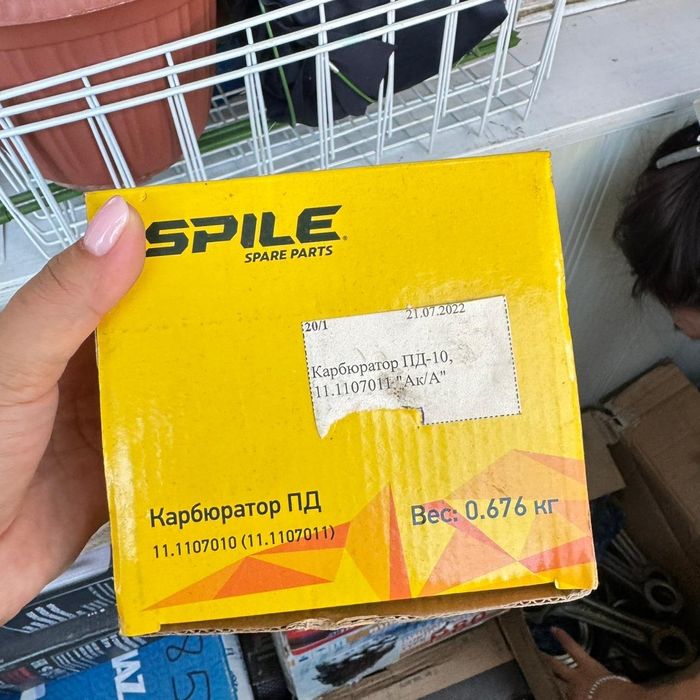 SPILE
SPARE PARTS
20/1 21.07.2022
Карбюратор ПД-10,
11.1107011 "Ак/А"
Карбюратор ПД
11.1107010 (11.1107011)
Вес: 0.676 кг